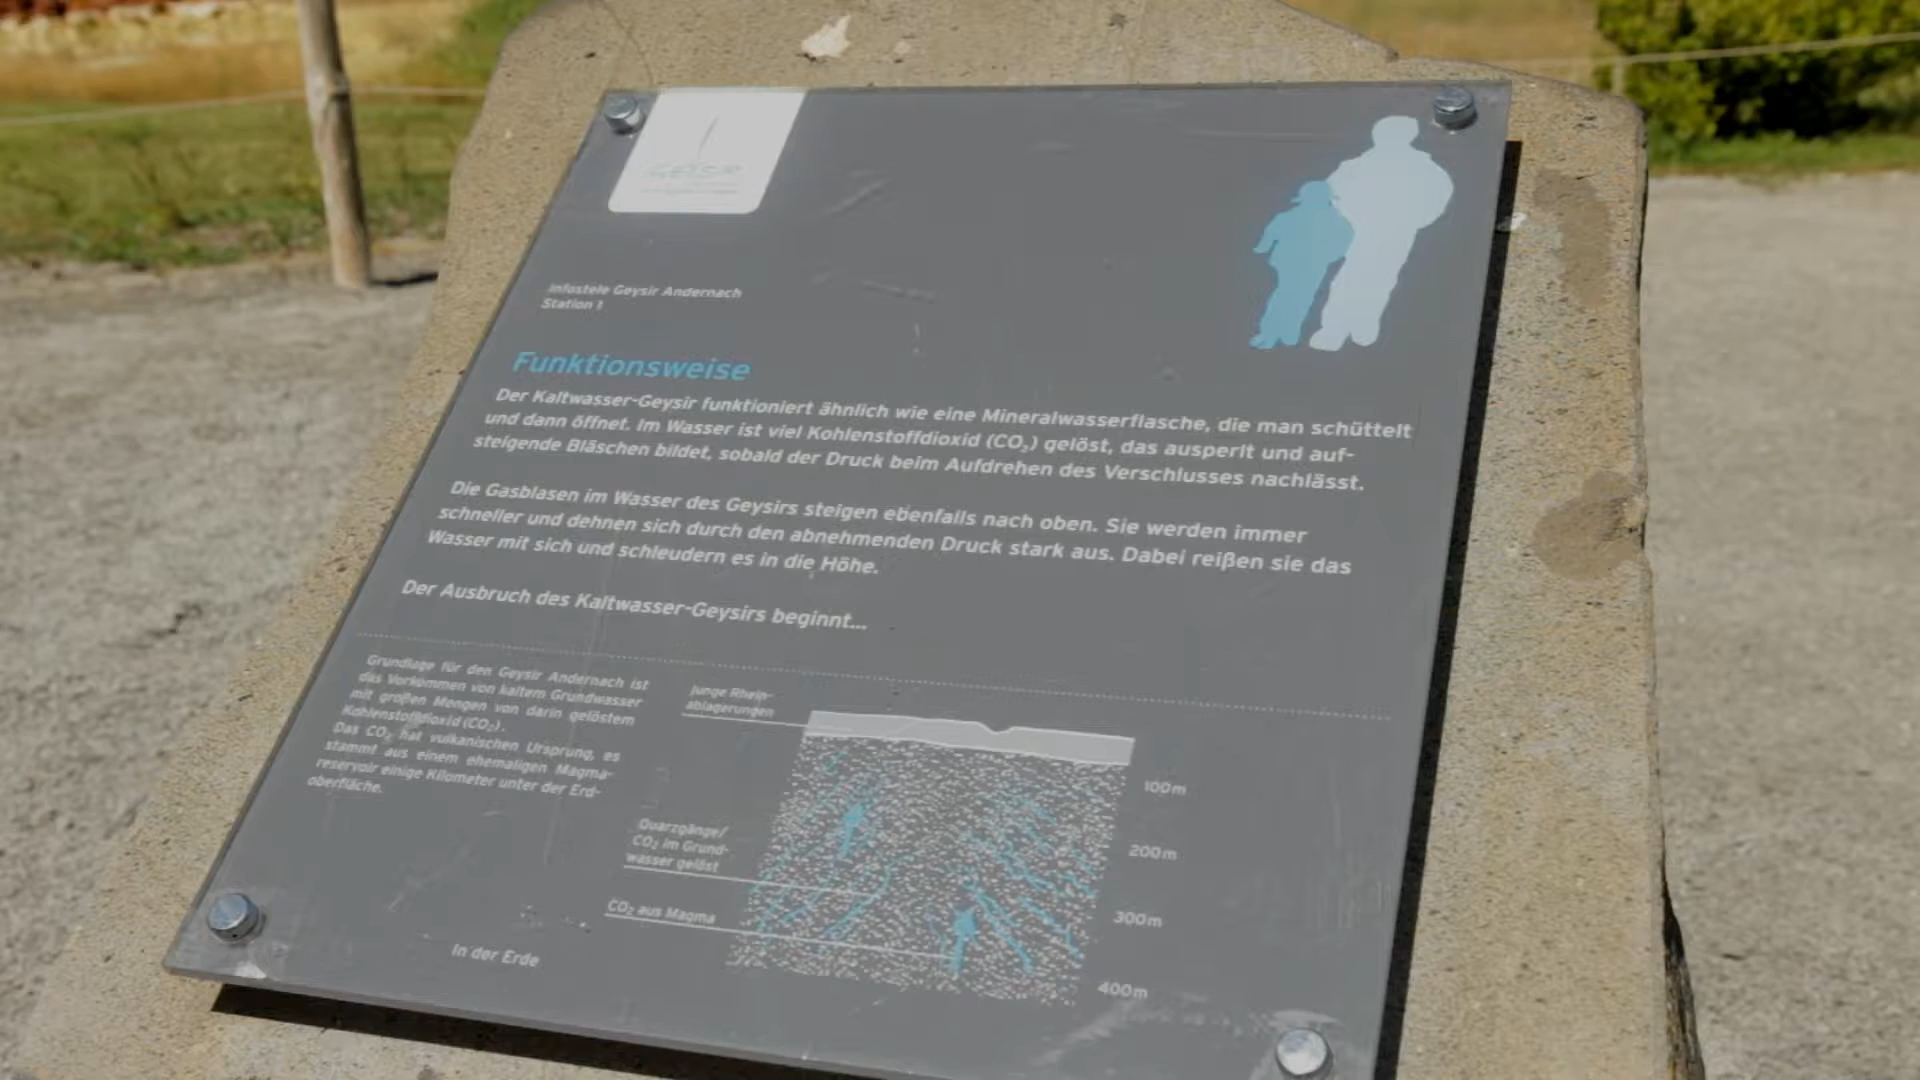 Infostele Geysir Andernach
Station 1
Funktionsweise
Der Kaltwasser-Geysir funktioniert ähnlich wie eine Mineralwasserflasche, die man schüttelt
und dann öffnet. Im Wasser ist viel Kohlenstoffdioxid (CO₂) gelöst, das ausperlt und auf-
steigende Bläschen bildet, sobald der Druck beim Aufdrehen des Verschlusses nachlässt.
Die Gasblasen im Wasser des Geysirs steigen ebenfalls nach oben. Sie werden immer
schneller und dehnen sich durch den abnehmenden Druck stark aus. Dabei reißen sie das
Wasser mit sich und schleudern es in die Höhe.
Der Ausbruch des Kaltwasser-Geysirs beginnt...
Grundlage für den Geysir Andernach ist
das Vorkommen von kaltem Grundwasser
mit großen Mengen von darin gelöstem
Kohlenstoffdioxid (CO₂).
Das CO₂ hat vulkanischen Ursprung, es
stammt aus einem ehemaligen Magma-
reservoir einige Kilometer unter der Erd-
oberfläche.
Junge Rhein-
ablagerungen
100m
Quarzgänge/
CO₂ im Grund-
wasser gelöst
200m
CO₂ aus Magma
300m
In der Erde
400m